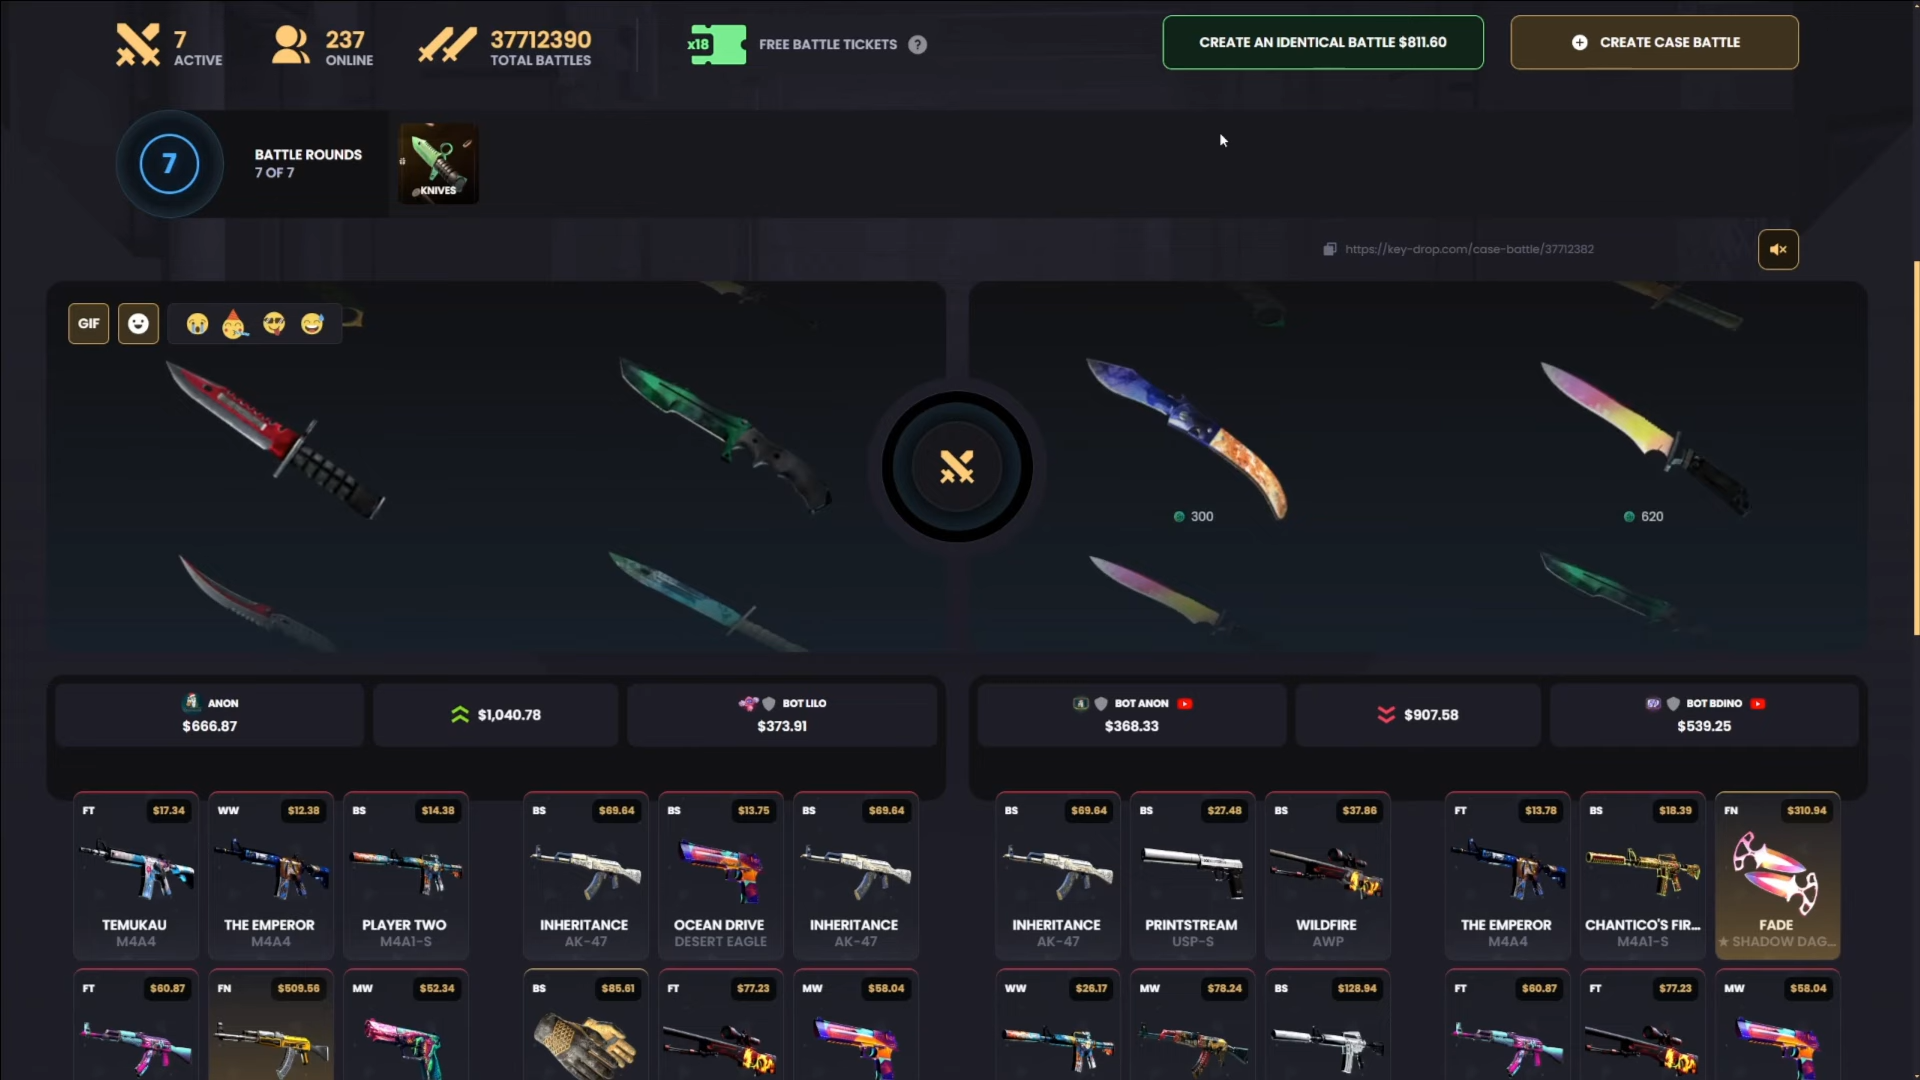 7
ACTIVE
237
ONLINE
37712390
TOTAL BATTLES
x18
FREE BATTLE TICKETS
?
CREATE AN IDENTICAL BATTLE $811.60
CREATE CASE BATTLE
7
BATTLE ROUNDS
7 OF 7
KNIVES
https://key-drop.com/case-battle/37712382
GIF
300
620
ANON
$666.87
$1,040.78
BOT LILO
$373.91
BOT ANON
$368.33
$907.58
BOT BDINO
$539.25
FT $17.34
TEMUKAU
M4A4
WW $12.38
THE EMPEROR
M4A4
BS $14.38
PLAYER TWO
M4A1-S
BS $69.64
INHERITANCE
AK-47
BS $13.75
OCEAN DRIVE
DESERT EAGLE
BS $69.64
INHERITANCE
AK-47
BS $69.64
INHERITANCE
AK-47
BS $27.48
PRINTSTREAM
USP-S
BS $37.86
WILDFIRE
AWP
FT $13.78
THE EMPEROR
M4A4
BS $18.39
CHANTICO'S FIR...
M4A1-S
FN $310.94
FADE
★ SHADOW DAG...
FT $60.87
FN $509.56
MW $52.34
BS $85.61
FT $77.23
MW $58.04
WW $26.17
MW $78.24
BS $128.94
FT $60.87
FT $77.23
MW $58.04